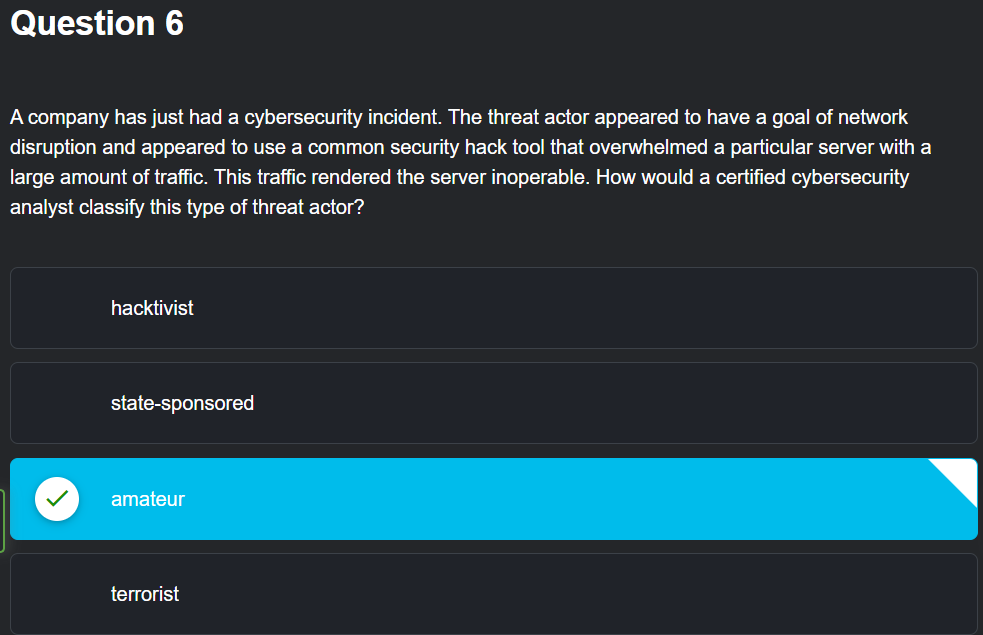 Question 6
A company has just had a cybersecurity incident. The threat actor appeared to have a goal of network
disruption and appeared to use a common security hack tool that overwhelmed a particular server with a
large amount of traffic. This traffic rendered the server inoperable. How would a certified cybersecurity
analyst classify this type of threat actor?
hacktivist
state-sponsored
amateur
terrorist